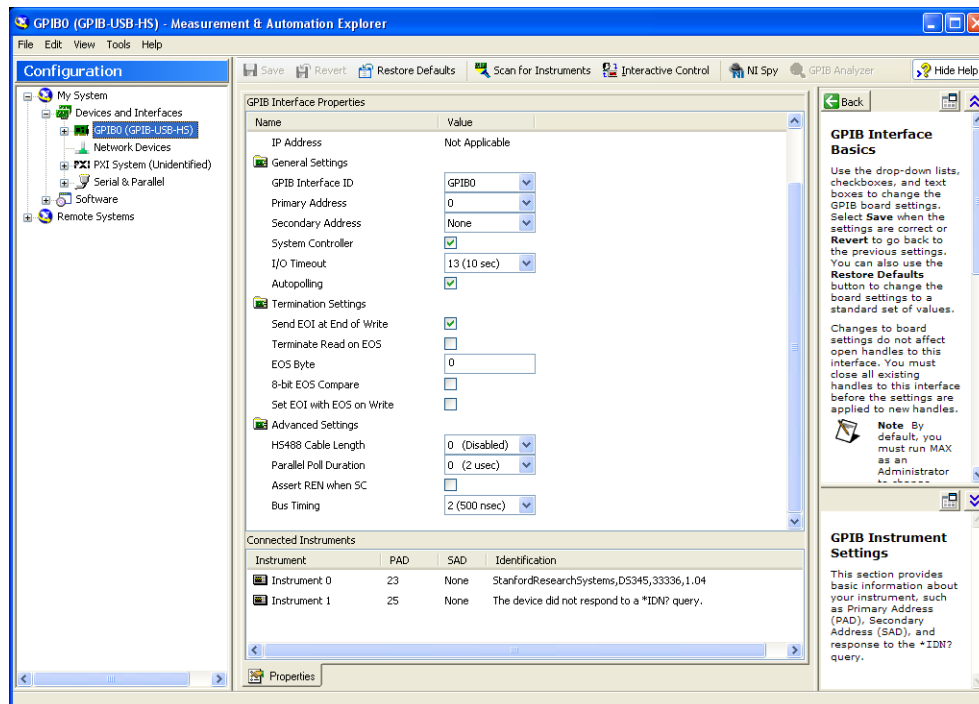 GPIB0 (GPIB-USB-HS) - Measurement & Automation Explorer
File Edit View Tools Help
Configuration
My System
Devices and Interfaces
GPIB0 (GPIB-USB-HS)
Network Devices
PXI PXI System (Unidentified)
Serial & Parallel
Software
Remote Systems
Save Revert Restore Defaults Scan for Instruments Interactive Control NI Spy GPIB Analyzer Hide Help
GPIB Interface Properties
Name Value
IP Address Not Applicable
General Settings
GPIB Interface ID GPIB0
Primary Address 0
Secondary Address None
System Controller
I/O Timeout 13 (10 sec)
Autopolling
Termination Settings
Send EOI at End of Write
Terminate Read on EOS
EOS Byte 0
8-bit EOS Compare
Set EOI with EOS on Write
Advanced Settings
HS488 Cable Length 0 (Disabled)
Parallel Poll Duration 0 (2 usec)
Assert REN when SC
Bus Timing 2 (500 nsec)
Connected Instruments
Instrument PAD SAD Identification
Instrument 0 23 None StanfordResearchSystems,DS345,33336,1.04
Instrument 1 25 None The device did not respond to a *IDN? query.
Properties
Back
GPIB Interface
Basics
Use the drop-down lists,
checkboxes, and text
boxes to change the
GPIB board settings.
Select Save when the
settings are correct or
Revert to go back to
the previous settings.
You can also use the
Restore Defaults
button to change the
board settings to a
standard set of values.
Changes to board
settings do not affect
open handles to this
interface. You must
close all existing
handles to this interface
before the settings are
applied to new handles.
Note By
default, you
must run MAX
as an
Administrator
to change
GPIB Instrument
Settings
This section provides
basic information about
your instrument, such
as Primary Address
(PAD), Secondary
Address (SAD), and
response to the *IDN?
query.